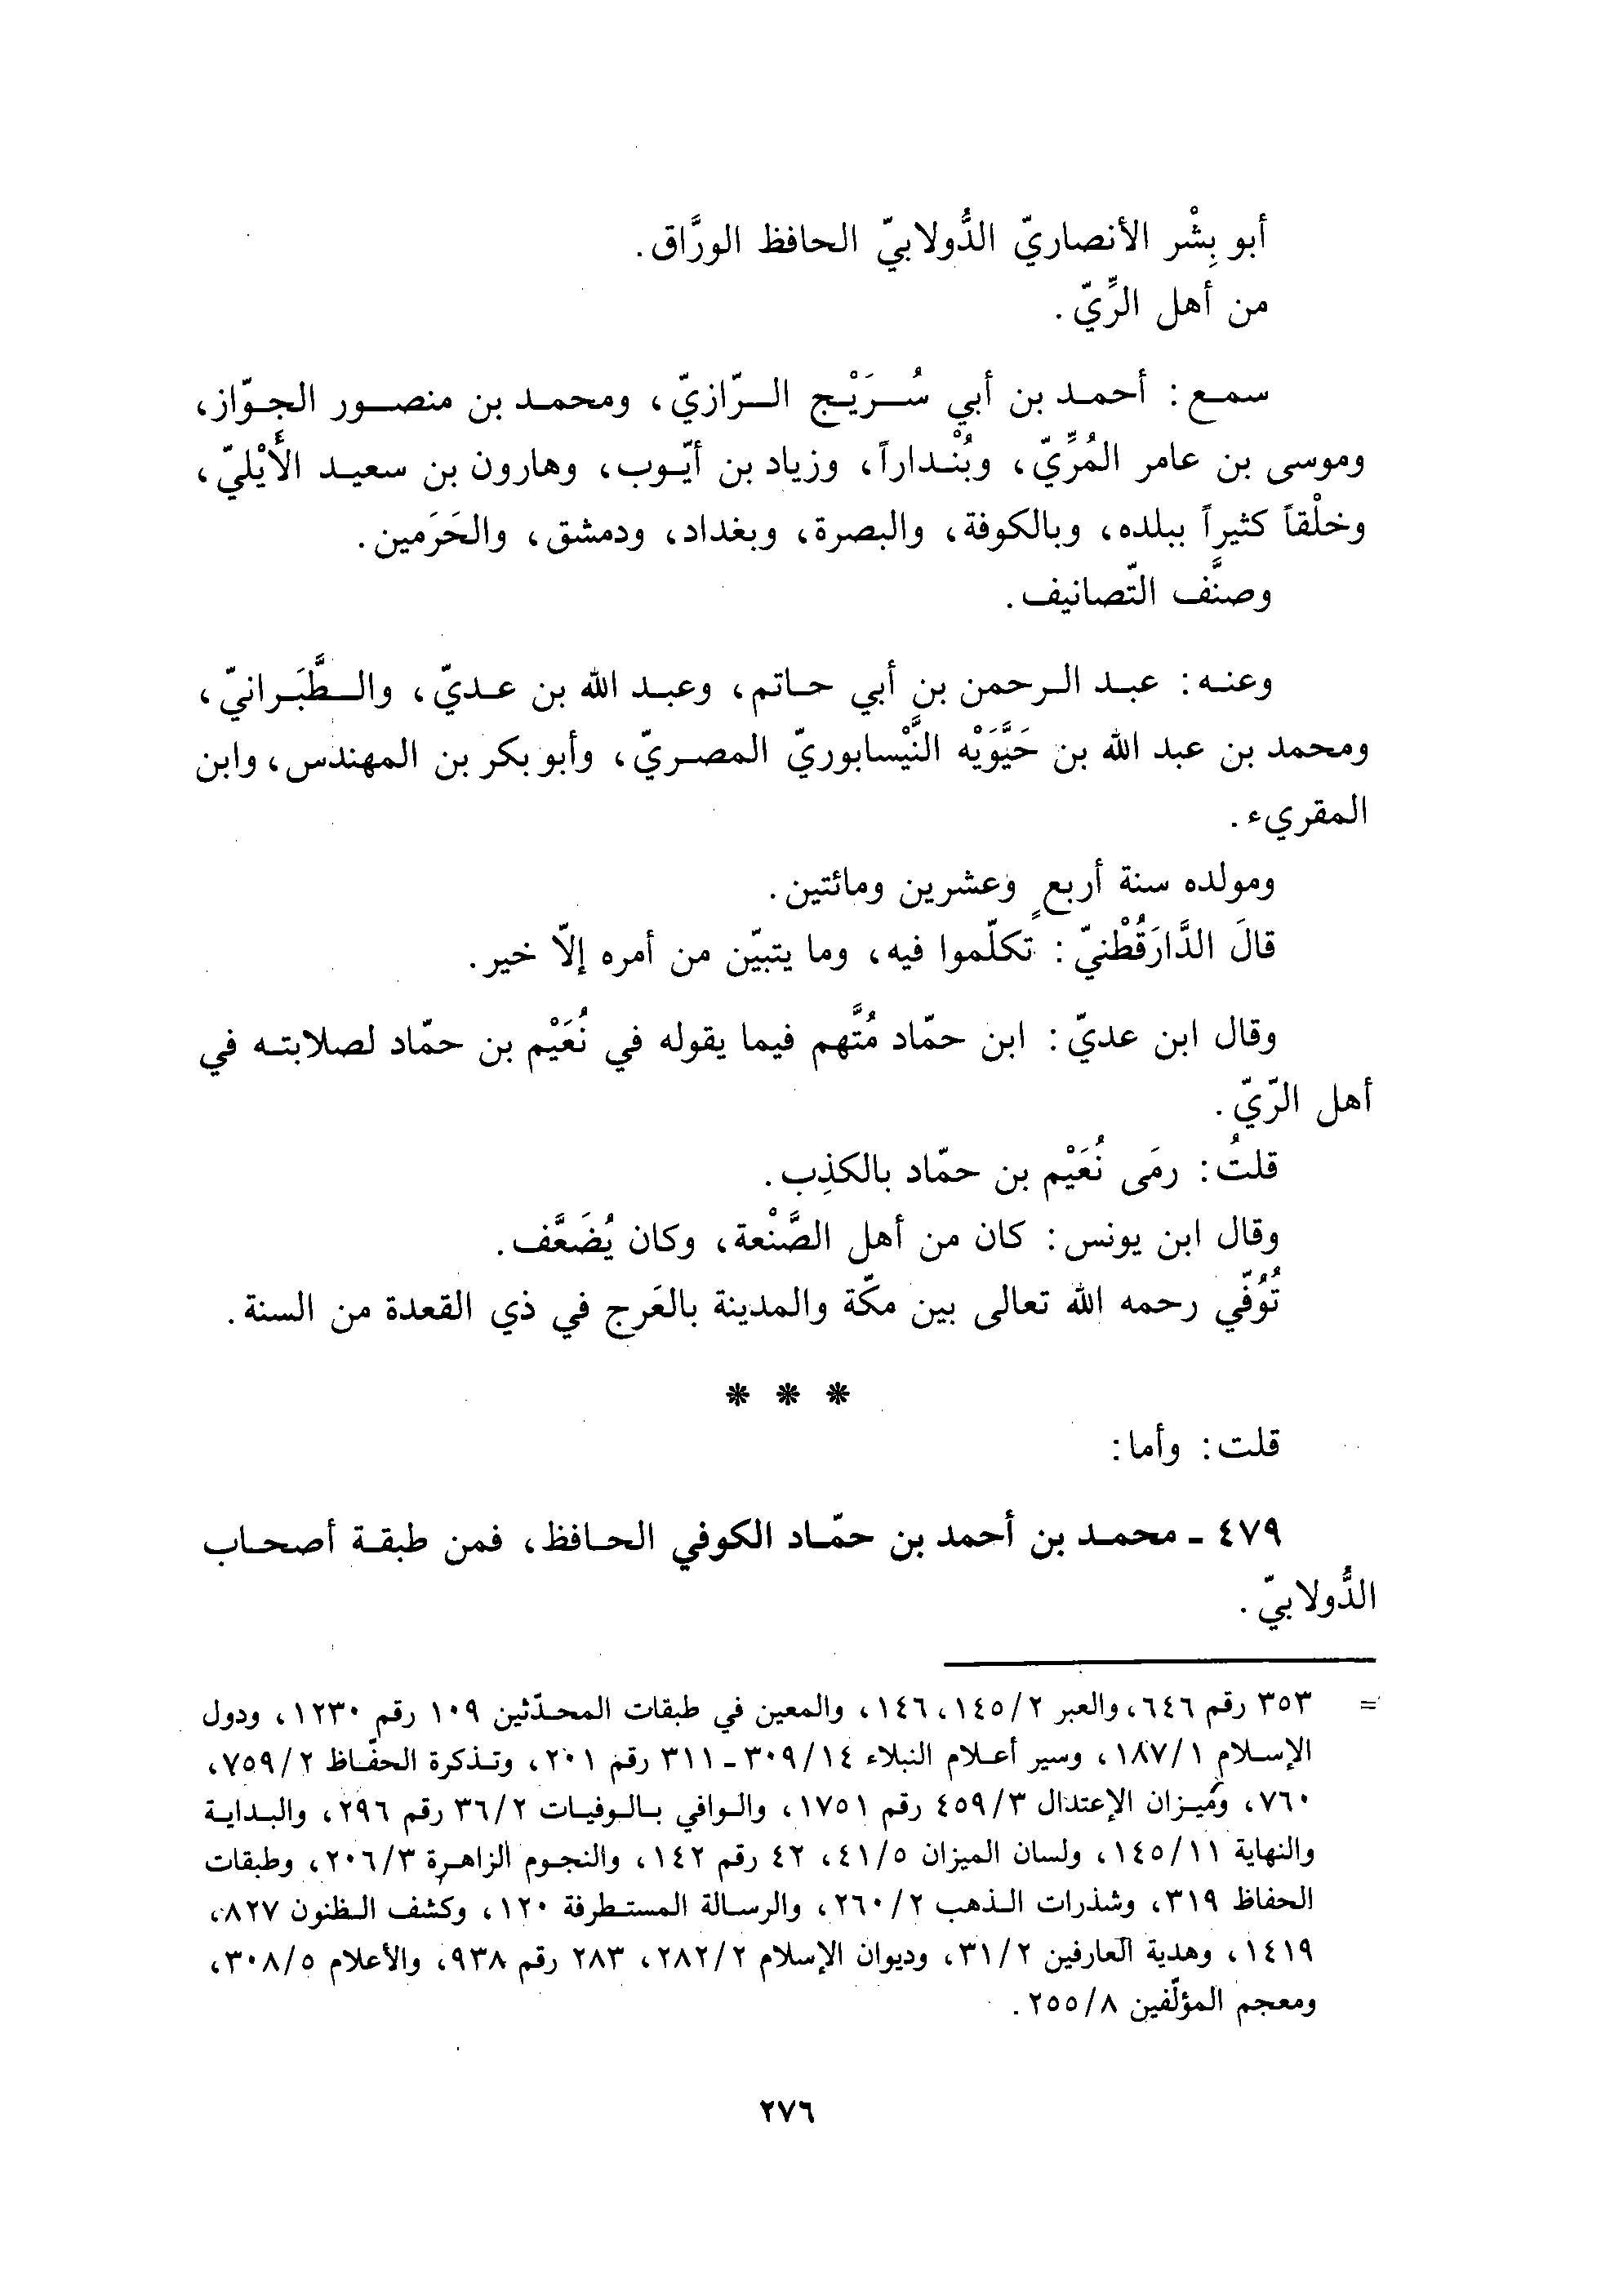 أبو بِشْر الأنصاريّ الدُّولابيّ الحافظ الورَّاق.
من أهل الرِّيّ.
سمع: أحمد بن أبي سُرَيْج الرّازيّ، ومحمد بن منصور الجوّاز،
وموسى بن عامر المُرِّيّ، وبُنْداراً، وزياد بن أيّوب، وهارون بن سعيد الأَيْليّ،
وخلْقاً كثيراً ببلده، وبالكوفة، والبصرة، وبغداد، ودمشق، والحَرَمين.
وصنَّف التّصانيف.
وعنه: عبد الرحمن بن أبي حاتم، وعبد الله بن عديّ، والطَّبَرانيّ،
ومحمد بن عبد الله بن حَيَّوَيْه النَّيْسابوريّ المصريّ، وأبو بكر بن المهندس، وابن
المقريء.
ومولده سنة أربعٍ وعشرين ومائتين.
قالَ الدَّارَقُطْنيّ: تكلّموا فيه، وما يتبيّن من أمره إلاّ خير.
وقال ابن عديّ: ابن حمّاد مُتَّهم فيما يقوله في نُعَيْم بن حمّاد لصلابته في
أهل الرّيّ.
قلتُ: رمَى نُعَيْم بن حمّاد بالكذِب.
وقال ابن يونس: كان من أهل الصَّنْعة، وكان يُضَعَّف.
تُوُفّي رحمه الله تعالى بين مكّة والمدينة بالعَرج في ذي القعدة من السنة.
* * *
قلت: وأما:
٤٧٩ ـ محمد بن أحمد بن حمّاد الكوفي الحافظ، فمن طبقة أصحاب
الدُّولابيّ.
= ٣٥٣ رقم ٦٤٦، والعبر ٢/١٤٥، ١٤٦، والمعين في طبقات المحدّثين ١٠٩ رقم ١٢٣٠، ودول
الإسلام ١/١٨٧، وسير أعلام النبلاء ١٤/٣٠٩ ـ ٣١١ رقم ٢٠١، وتذكرة الحفّاظ ٢/٧٥٩،
٧٦٠، وميزان الإعتدال ٣/٤٥٩ رقم ١٧٥١، والوافي بالوفيات ٢/٣٦ رقم ٢٩٦، والبداية
والنهاية ١١/١٤٥، ولسان الميزان ٥/٤١، ٤٢ رقم ١٤٢، والنجوم الزاهرة ٣/٢٠٦، وطبقات
الحفاظ ٣١٩، وشذرات الذهب ٢/٢٦٠، والرسالة المستطرفة ١٢٠، وكشف الظنون ٨٢٧،
١٤١٩، وهدية العارفين ٢/٣١، وديوان الإسلام ٢/٢٨٢، ٢٨٣ رقم ٩٣٨، والأعلام ٥/٣٠٨،
ومعجم المؤلّفين ٨/٢٥٥.
٢٧٦